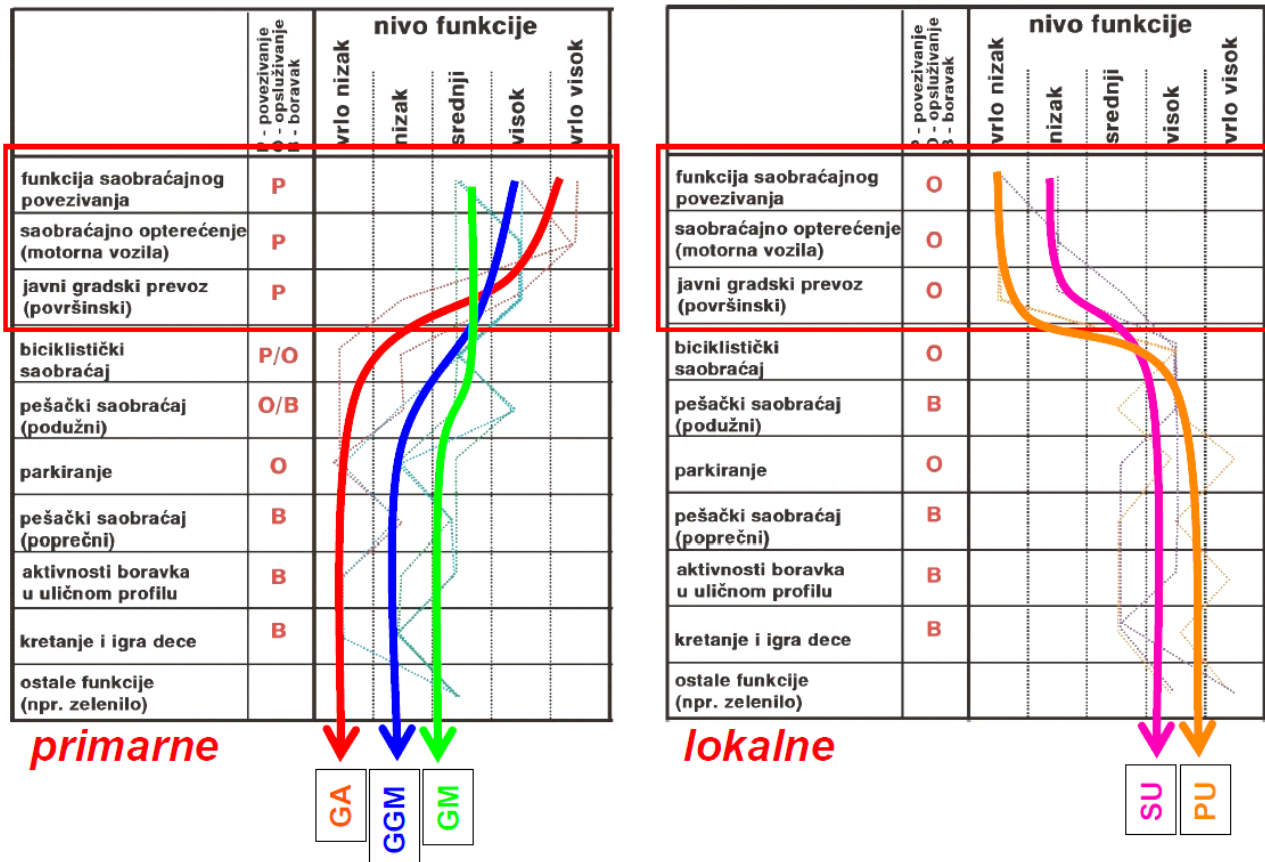 nivo funkcije
P - povezivanje
O - opsluživanje
B - boravak
vrlo nizak
nizak
srednji
visok
vrlo visok
funkcija saobraćajnog
povezivanja
P
saobraćajno opterećenje
(motorna vozila)
P
javni gradski prevoz
(površinski)
P
biciklistički
saobraćaj
P/O
pešački saobraćaj
(podužni)
O/B
parkiranje
O
pešački saobraćaj
(poprečni)
B
aktivnosti boravka
u uličnom profilu
B
kretanje i igra dece
B
ostale funkcije
(npr. zelenilo)
primarne
GA
GGM
GM
nivo funkcije
P - povezivanje
O - opsluživanje
B - boravak
vrlo nizak
nizak
srednji
visok
vrlo visok
funkcija saobraćajnog
povezivanja
O
saobraćajno opterećenje
(motorna vozila)
O
javni gradski prevoz
(površinski)
O
biciklistički
saobraćaj
O
pešački saobraćaj
(podužni)
B
parkiranje
O
pešački saobraćaj
(poprečni)
B
aktivnosti boravka
u uličnom profilu
B
kretanje i igra dece
B
ostale funkcije
(npr. zelenilo)
lokalne
SU
PU